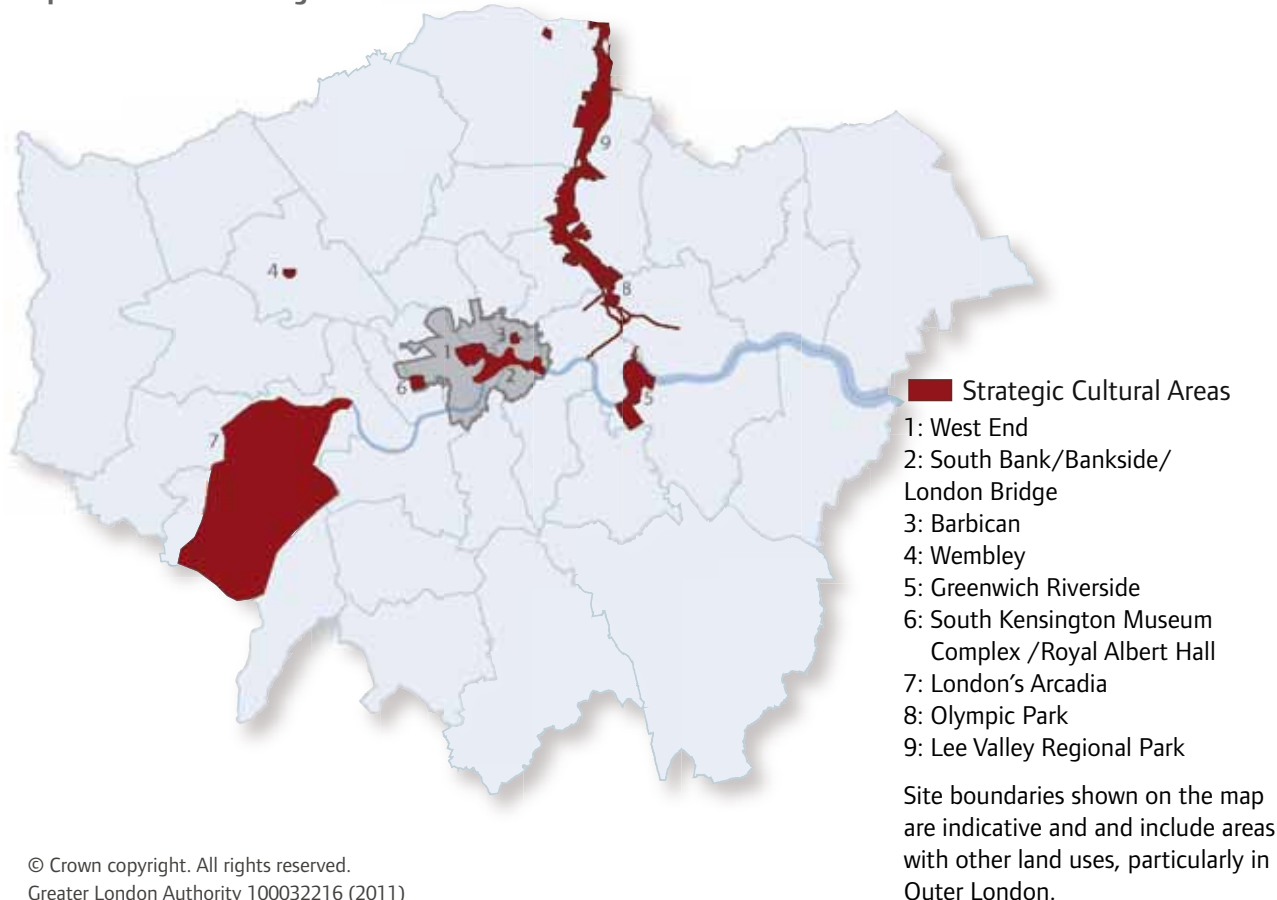 9
4
8
3
1
2
6
5
7
Strategic Cultural Areas
1: West End
2: South Bank/Bankside/
London Bridge
3: Barbican
4: Wembley
5: Greenwich Riverside
6: South Kensington Museum
Complex /Royal Albert Hall
7: London’s Arcadia
8: Olympic Park
9: Lee Valley Regional Park
Site boundaries shown on the map
are indicative and and include areas
with other land uses, particularly in
Outer London.
© Crown copyright. All rights reserved.
Greater London Authority 100032216 (2011)